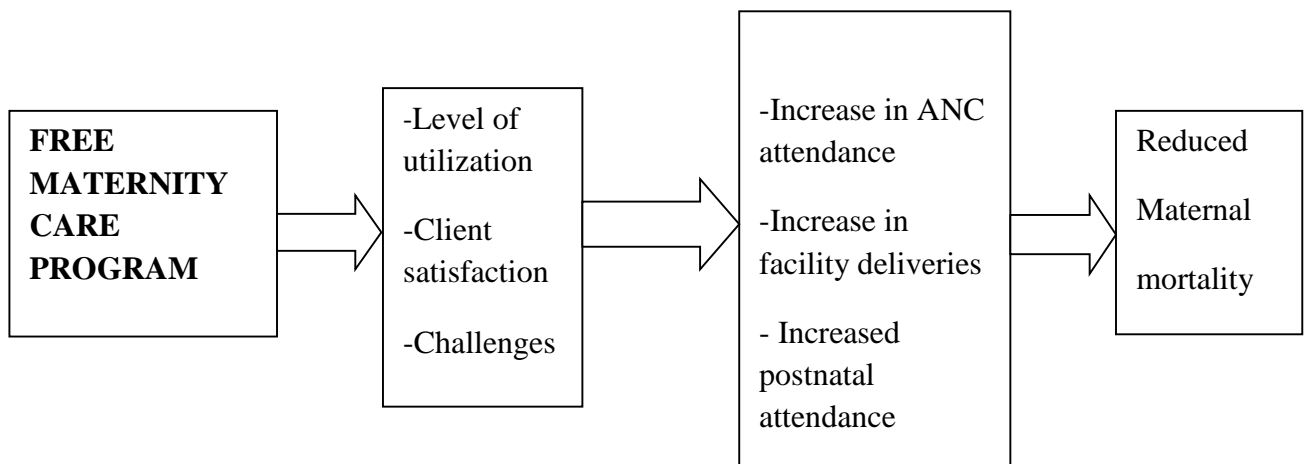 FREE
MATERNITY
CARE
PROGRAM
-Level of
utilization
-Client
satisfaction
-Challenges
-Increase in ANC
attendance
-Increase in
facility deliveries
- Increased
postnatal
attendance
Reduced
Maternal
mortality